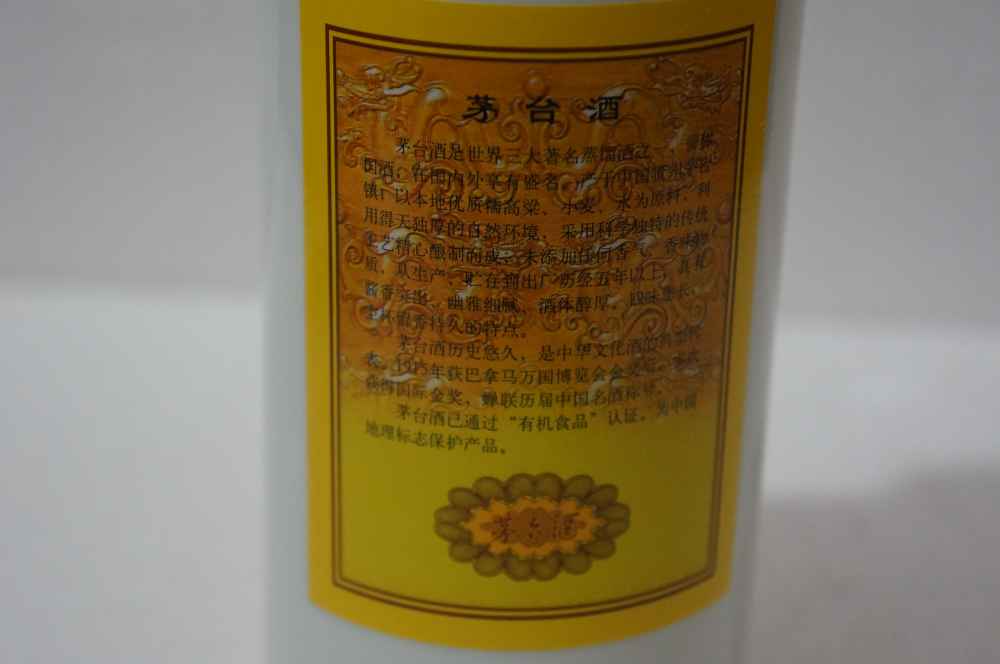 茅台酒
茅台酒是世界三大著名蒸馏酒之一，被誉
国酒，在国内外享有盛名。产于中国贵州茅台
镇，以本地优质糯高粱、小麦、水为原料，利
用得天独厚的自然环境，采用科学独特的传统
工艺精心酿制而成，未添加任何香气、香味物
质，从生产、贮存到出厂历经五年以上，具有
酱香突出、幽雅细腻、酒体醇厚、回味悠长、
空杯留香持久的特点。
茅台酒历史悠久，是中华文化酒的典型代
表，1915年获巴拿马万国博览会金奖后，多次
获得国际金奖，蝉联历届中国名酒称号。
茅台酒已通过“有机食品”认证，为中国
地理标志保护产品。
茅台酒